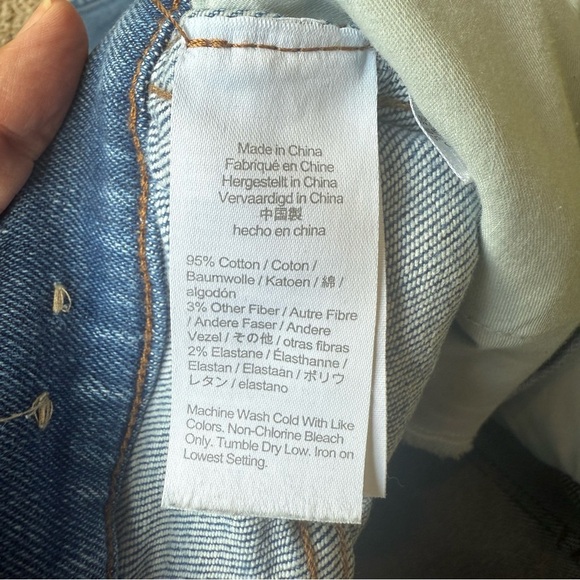 Made in China
Fabriqué en Chine
Hergestellt in China
Vervaardigd in China
中国製
hecho en china
95% Cotton / Coton /
Baumwolle / Katoen / 綿 /
algodón
3% Other Fiber / Autre Fibre
/ Andere Faser / Andere
Vezel / その他 / otras fibras
2% Elastane / Élasthanne /
Elastan / Elastaan / ポリウ
レタン / elastano
Machine Wash Cold With Like
Colors. Non-Chlorine Bleach
Only. Tumble Dry Low. Iron on
Lowest Setting.